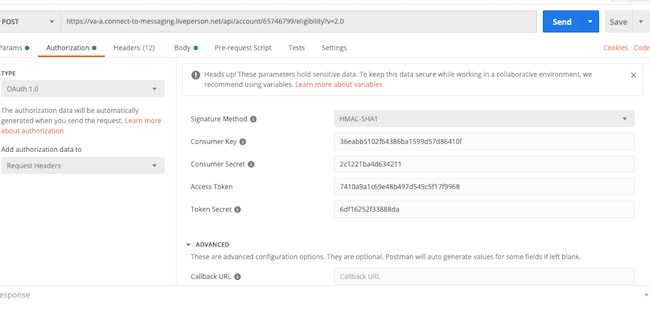 POST https://va-a.connect-to-messaging.liveperson.net/api/account/65746799/eligibility?v=2.0 Send Save
Params Authorization Headers (12) Body Pre-request Script Tests Settings Cookies Code
TYPE
OAuth 1.0
The authorization data will be automatically
generated when you send the request. Learn more
about authorization
Add authorization data to
Request Headers
Heads up! These parameters hold sensitive data. To keep this data secure while working in a collaborative environment, we
recommend using variables. Learn more about variables
Signature Method HMAC-SHA1
Consumer Key 36eabb5102f64386ba1599d57d86410f
Consumer Secret 2c1221ba4d634211
Access Token 7410a9a1c69e48b497d549c5f17f9968
Token Secret 6df16252f33888da
ADVANCED
These are advanced configuration options. They are optional. Postman will auto generate values for some fields if left blank.
Callback URL Callback URL
esponse